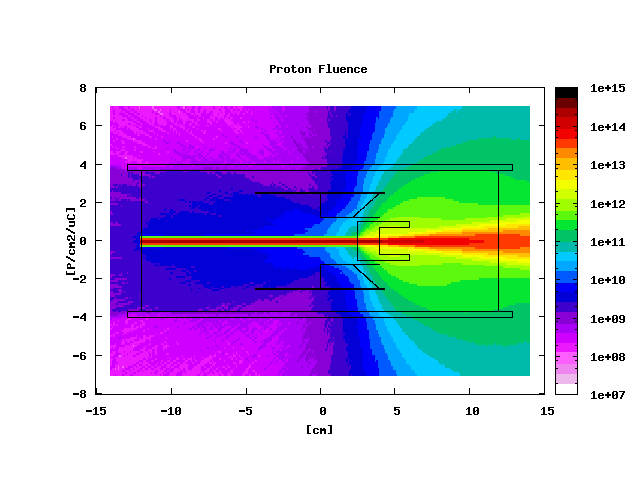 Proton Fluence
8
6
4
2
0
-2
-4
-6
-8
[P/cm2/uC]
-15 -10 -5 0 5 10 15
[cm]
1e+15
1e+14
1e+13
1e+12
1e+11
1e+10
1e+09
1e+08
1e+07